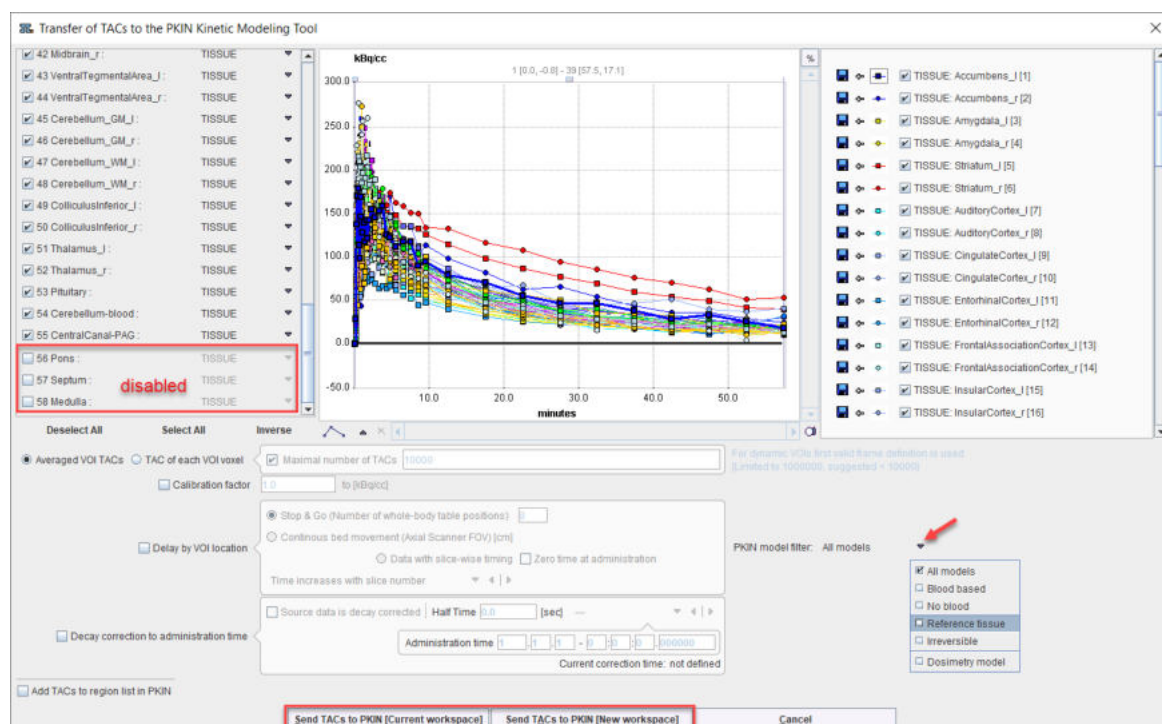 Transfer of TACs to the PKIN Kinetic Modeling Tool
42 Midbrain_r : TISSUE
43 VentralTegmentalArea_l : TISSUE
44 VentralTegmentalArea_r : TISSUE
45 Cerebellum_GM_l : TISSUE
46 Cerebellum_GM_r : TISSUE
47 Cerebellum_WM_l : TISSUE
48 Cerebellum_WM_r : TISSUE
49 ColliculusInferior_l : TISSUE
50 ColliculusInferior_r : TISSUE
51 Thalamus_l : TISSUE
52 Thalamus_r : TISSUE
53 Pituitary : TISSUE
54 Cerebellum-blood : TISSUE
55 CentralCanal-PAG : TISSUE
56 Pons : TISSUE
57 Septum : TISSUE
disabled
58 Medulla : TISSUE
Deselect All Select All Inverse
kBq/cc
1 [0.0, -0.8] - 39 [57.5, 17.1]
300.0
250.0
200.0
150.0
100.0
50.0
0.0
-50.0
10.0 20.0 30.0 40.0 50.0
minutes
%
TISSUE: Accumbens_l [1]
TISSUE: Accumbens_r [2]
TISSUE: Amygdala_l [3]
TISSUE: Amygdala_r [4]
TISSUE: Striatum_l [5]
TISSUE: Striatum_r [6]
TISSUE: AuditoryCortex_l [7]
TISSUE: AuditoryCortex_r [8]
TISSUE: CingulateCortex_l [9]
TISSUE: CingulateCortex_r [10]
TISSUE: EntorhinalCortex_l [11]
TISSUE: EntorhinalCortex_r [12]
TISSUE: FrontalAssociationCortex_l [13]
TISSUE: FrontalAssociationCortex_r [14]
TISSUE: InsularCortex_l [15]
TISSUE: InsularCortex_r [16]
Averaged VOI TACs TAC of each VOI voxel Maximal number of TACs 10000
For dynamic VOIs first valid frame definition is used.
(Limited to 1000000, suggested < 10000)
Calibration factor 1.0 to [kBq/cc]
Stop & Go (Number of whole-body table positions) 0
Continous bed movement (Axial Scanner FOV) [cm]
Delay by VOI location
Data with slice-wise timing Zero time at administration
Time increases with slice number
PKIN model filter: All models
All models
Blood based
No blood
Reference tissue
Irreversible
Dosimetry model
Source data is decay corrected Half Time 0.0 [sec] ---
Decay correction to administration time
Administration time 1 . 1 . 1 - 0 : 0 : 0 . 000000
Current correction time: not defined
Add TACs to region list in PKIN
Send TACs to PKIN [Current workspace] Send TACs to PKIN [New workspace] Cancel